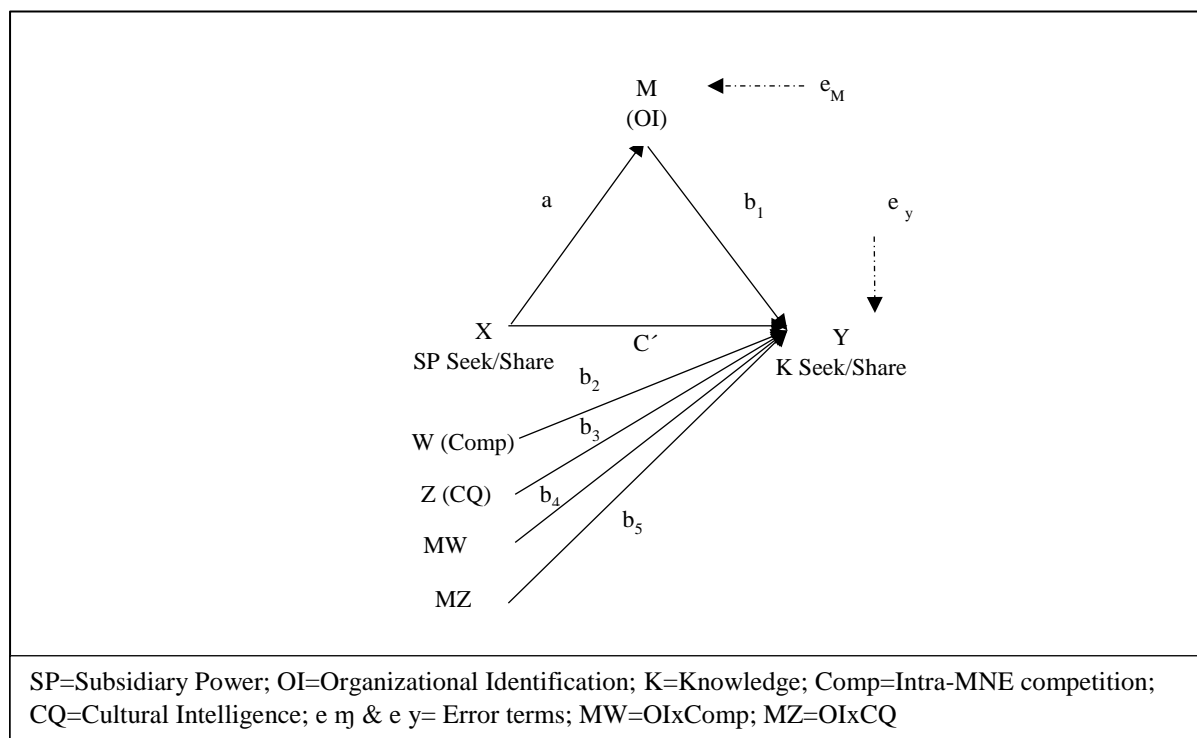 M
(OI)
e_M
a
b_1
e_y
X
SP Seek/Share
C´
Y
K Seek/Share
b_2
W (Comp)
b_3
Z (CQ)
b_4
b_5
MW
MZ
SP=Subsidiary Power; OI=Organizational Identification; K=Knowledge; Comp=Intra-MNE competition;
CQ=Cultural Intelligence; e ɱ & e y= Error terms; MW=OIxComp; MZ=OIxCQ